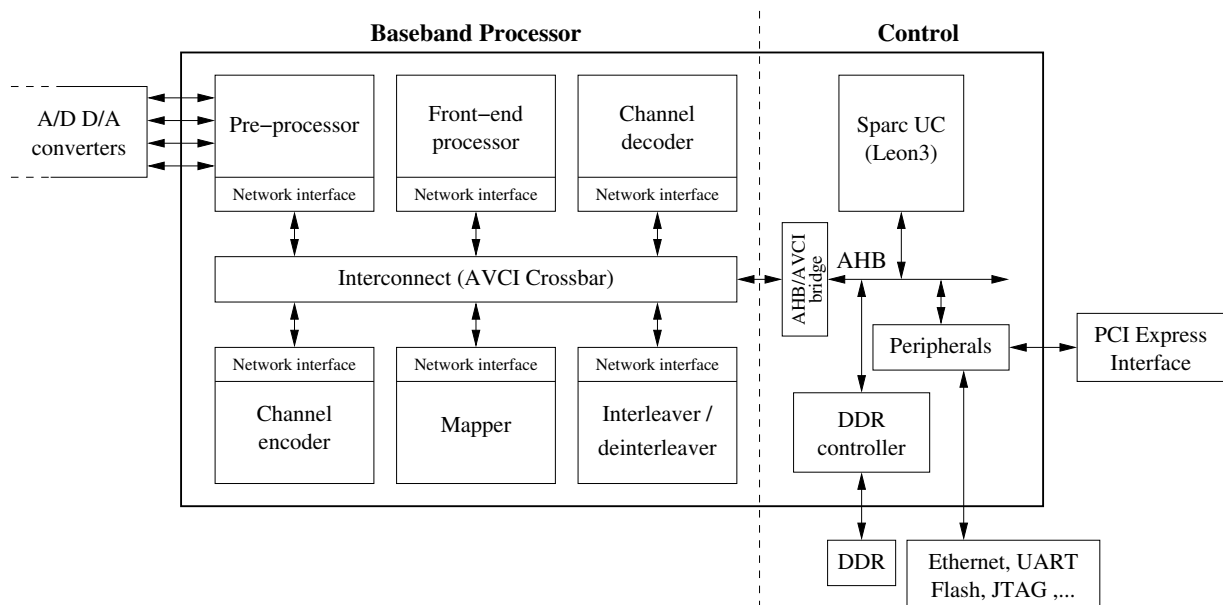 Baseband Processor
Control
A/D D/A
converters
Pre−processor
Network interface
Front−end
processor
Network interface
Channel
decoder
Network interface
Sparc UC
(Leon3)
Interconnect (AVCI Crossbar)
AHB/AVCI
bridge
AHB
Network interface
Channel
encoder
Network interface
Mapper
Network interface
Interleaver /
deinterleaver
Peripherals
PCI Express
Interface
DDR
controller
DDR
Ethernet, UART
Flash, JTAG ,...